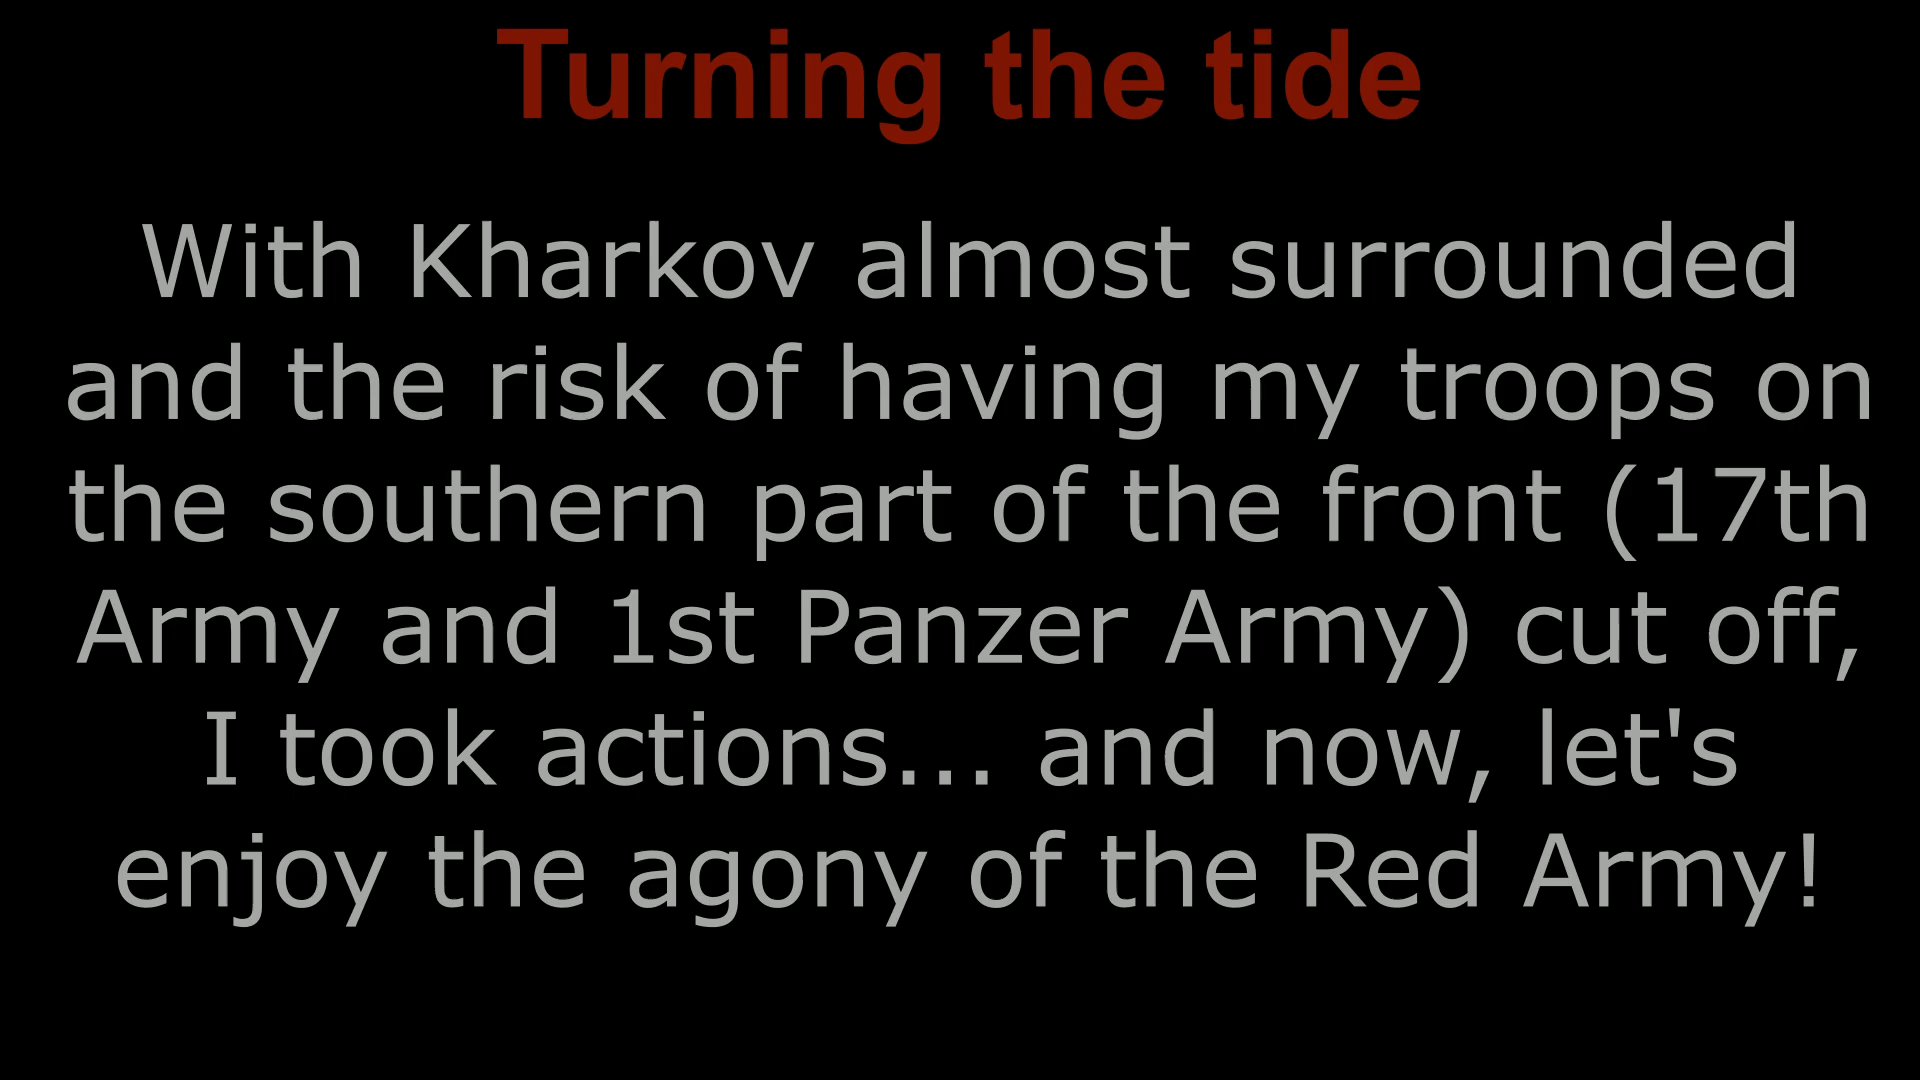 Turning the tide
With Kharkov almost surrounded
and the risk of having my troops on
the southern part of the front (17th
Army and 1st Panzer Army) cut off,
I took actions... and now, let's
enjoy the agony of the Red Army!